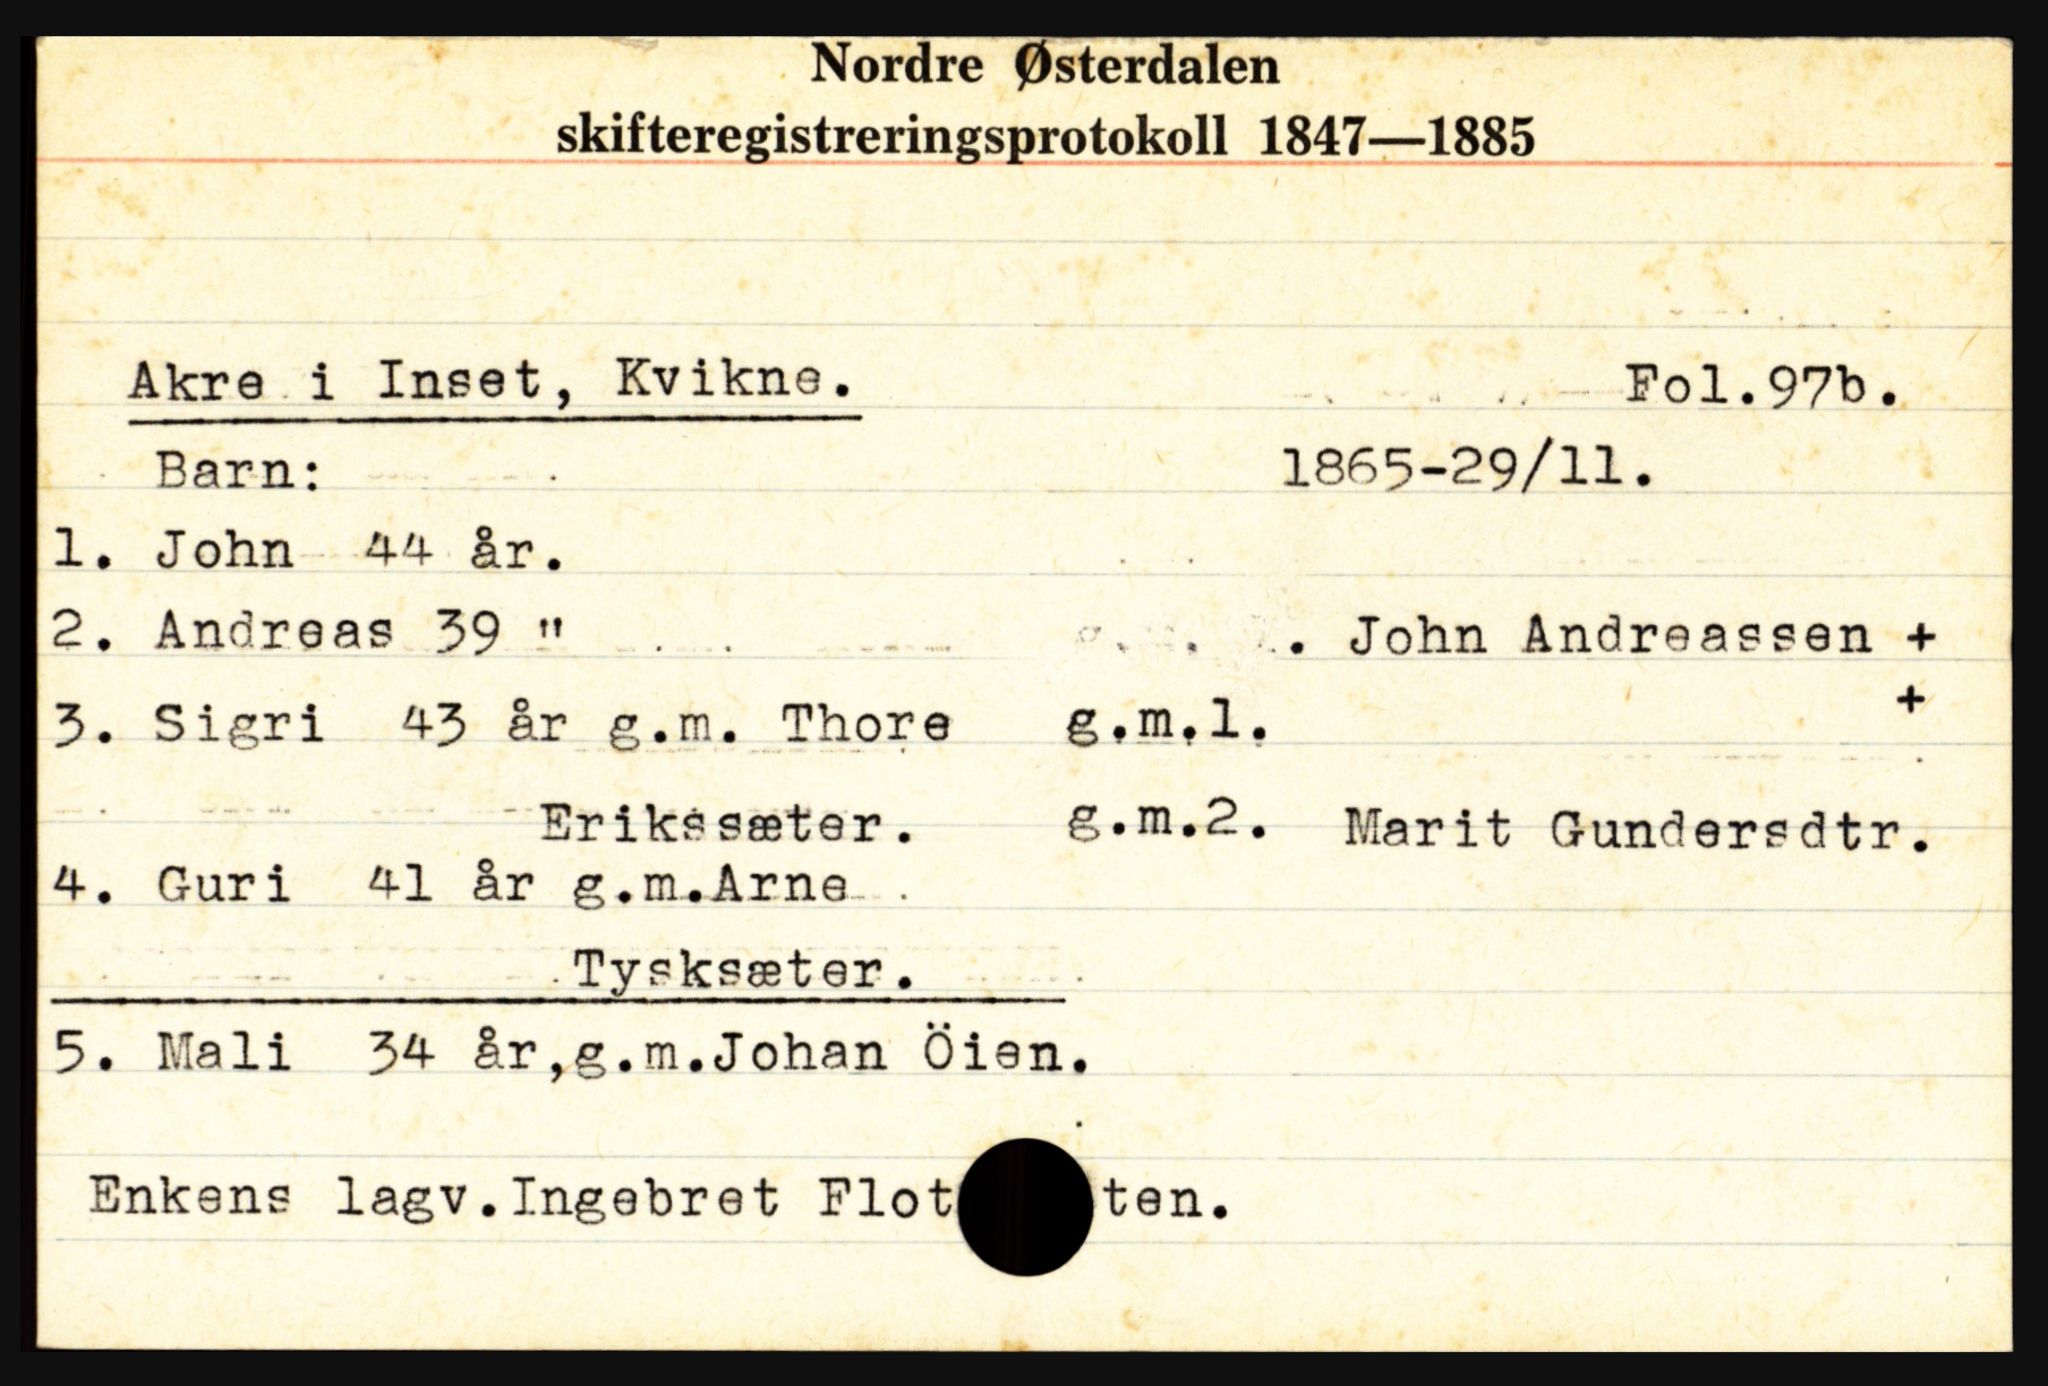 Nordre Østerdalen
skifteregistreringsprotokoll 1847—1885
Akre i Inset, Kvikne. Fol.97b.
Barn: 1865-29/11.
1. John 44 år.
2. Andreas 39 " . John Andreassen +
3. Sigri 43 år g.m. Thore g.m.1. +
Erikssæter. g.m.2. Marit Gundersdtr.
4. Guri 41 år g.m.Arne
Tysksæter.
5. Mali 34 år,g.m.Johan Öien.
Enkens lagv.Ingebret Flot ten.